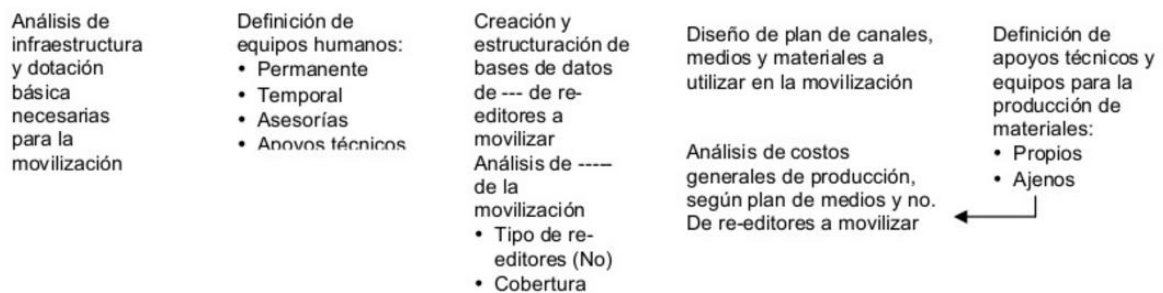 Análisis de
infraestructura
y dotación
básica
necesarias
para la
movilización
Definición de
equipos humanos:
• Permanente
• Temporal
• Asesorías
• Apoyos técnicos
Creación y
estructuración de
bases de datos
de --- de re-
editores a
movilizar
Análisis de -----
de la
movilización
• Tipo de re-
editores (No)
• Cobertura
Diseño de plan de canales,
medios y materiales a
utilizar en la movilización
Análisis de costos
generales de producción,
según plan de medios y no.
De re-editores a movilizar
Definición de
apoyos técnicos y
equipos para la
producción de
materiales:
• Propios
• Ajenos